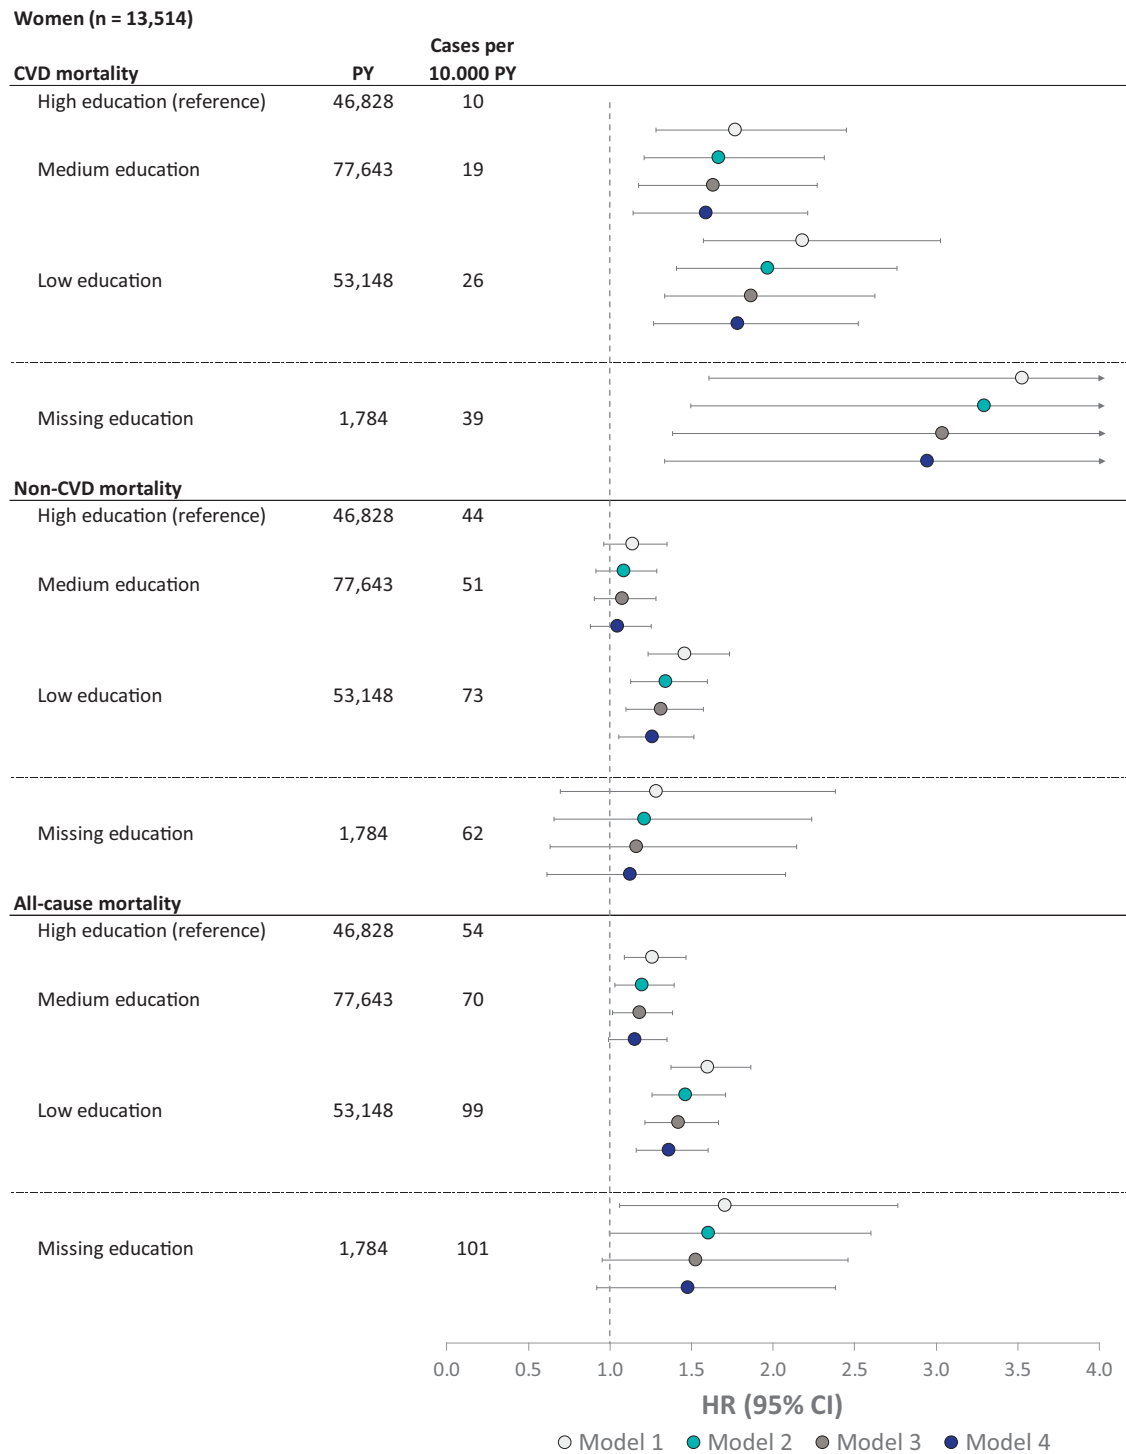 Women (n = 13,514)
Cases per
CVD mortality PY 10.000 PY
High education (reference) 46,828 10
Medium education 77,643 19
Low education 53,148 26
Missing education 1,784 39
Non-CVD mortality
High education (reference) 46,828 44
Medium education 77,643 51
Low education 53,148 73
Missing education 1,784 62
All-cause mortality
High education (reference) 46,828 54
Medium education 77,643 70
Low education 53,148 99
Missing education 1,784 101
0.0 0.5 1.0 1.5 2.0 2.5 3.0 3.5 4.0
HR (95% CI)
Model 1 Model 2 Model 3 Model 4